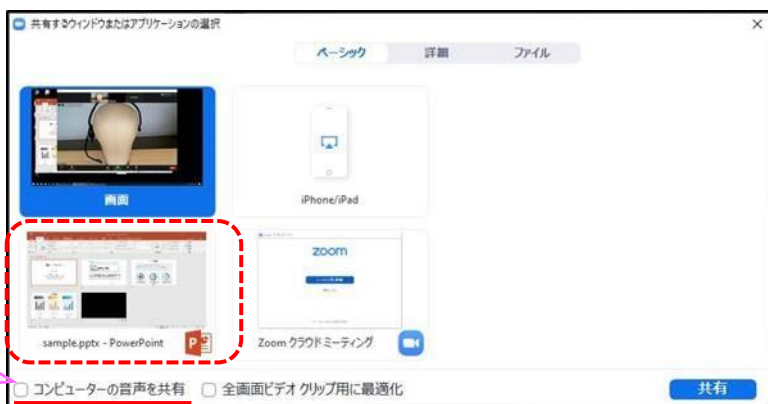 共有するウィンドウまたはアプリケーションの選択
ベーシック 詳細 ファイル
画面
iPhone/iPad
zoom
sample.pptx - PowerPoint
Zoom クラウド ミーティング
コンピューターの音声を共有 全画面ビデオ クリップ用に最適化
共有